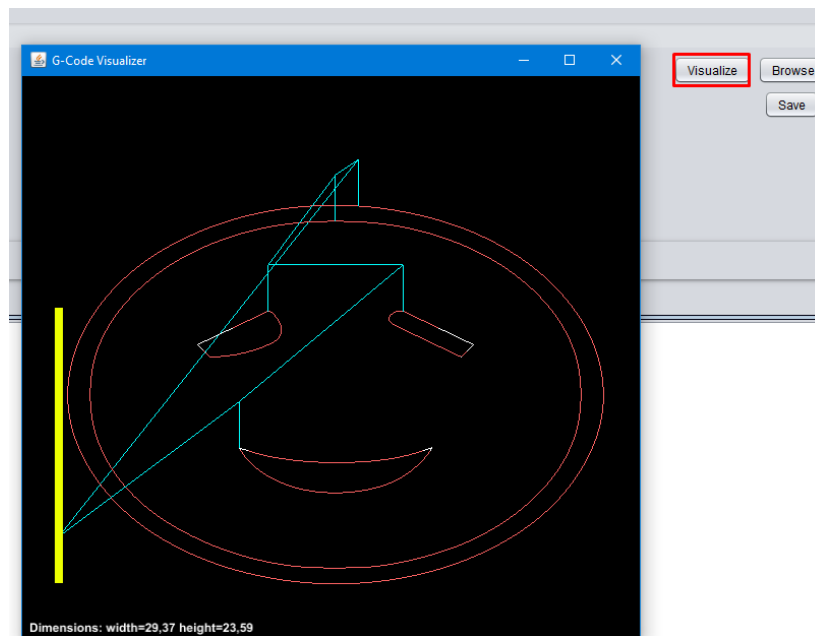 G-Code Visualizer
Visualize
Browse
Save
Dimensions: width=29,37 height=23,59